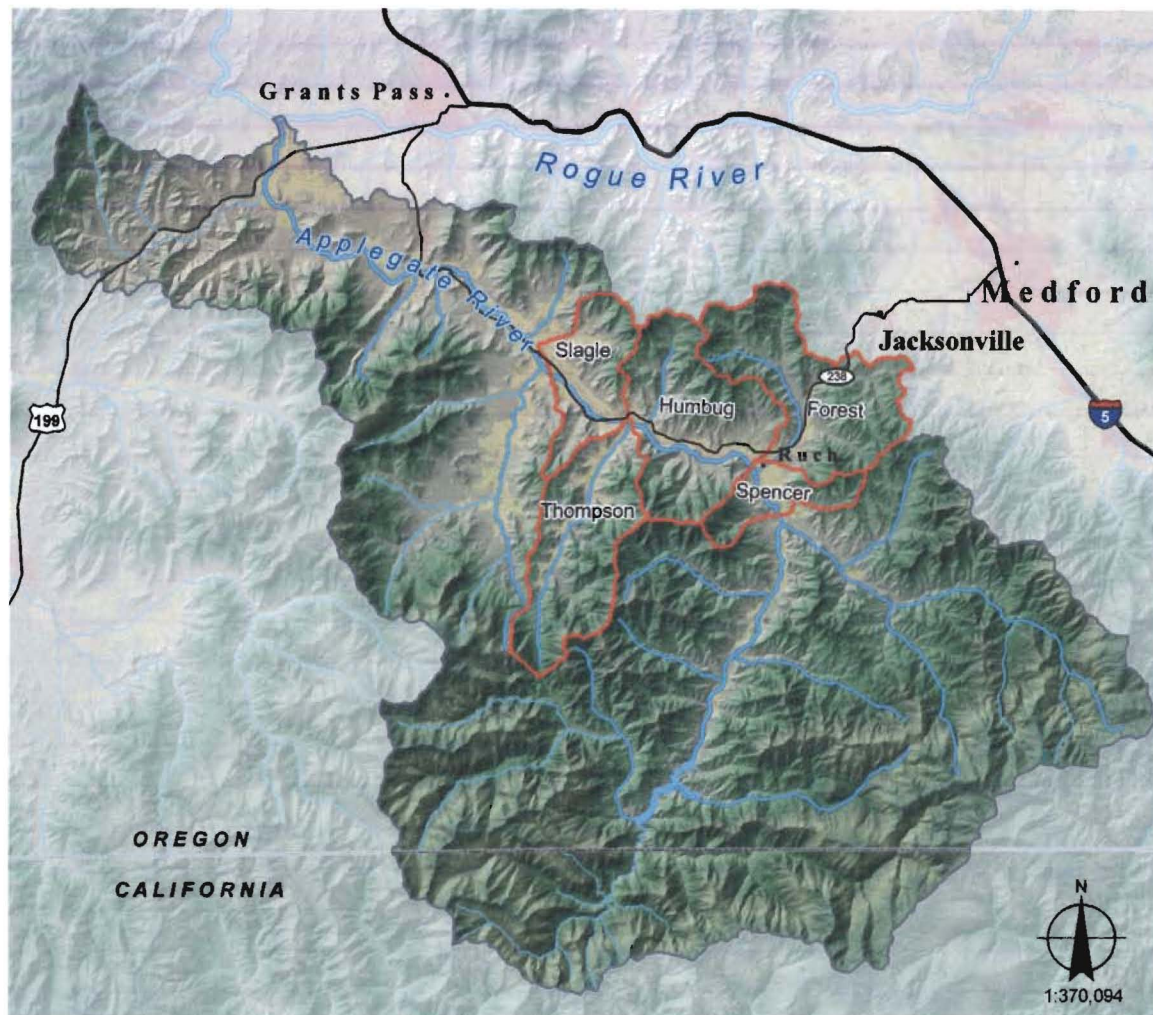 Grants Pass
Rogue River
Applegate River
Medford
Jacksonville
Slagle
238
199
Humbug
Forest
5
Ruch
Spencer
Thompson
OREGON
CALIFORNIA
N
1:370,094